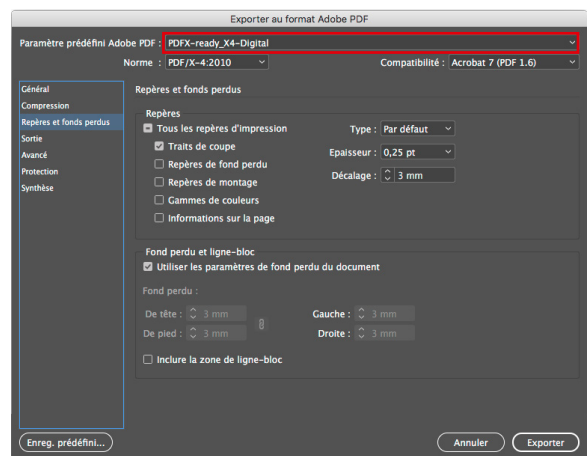 Exporter au format Adobe PDF
Paramètre prédéfini Adobe PDF : PDFX-ready_X4-Digital
Norme : PDF/X-4:2010 Compatibilité : Acrobat 7 (PDF 1.6)
Général
Compression
Repères et fonds perdus
Sortie
Avancé
Protection
Synthèse
Repères et fonds perdus
Repères
Tous les repères d'impression Type : Par défaut
Traits de coupe Epaisseur : 0,25 pt
Repères de fond perdu Décalage : 3 mm
Repères de montage
Gammes de couleurs
Informations sur la page
Fond perdu et ligne-bloc
Utiliser les paramètres de fond perdu du document
Fond perdu :
De tête : 3 mm Gauche : 3 mm
De pied : 3 mm Droite : 3 mm
Inclure la zone de ligne-bloc
Enreg. prédéfini... Annuler Exporter